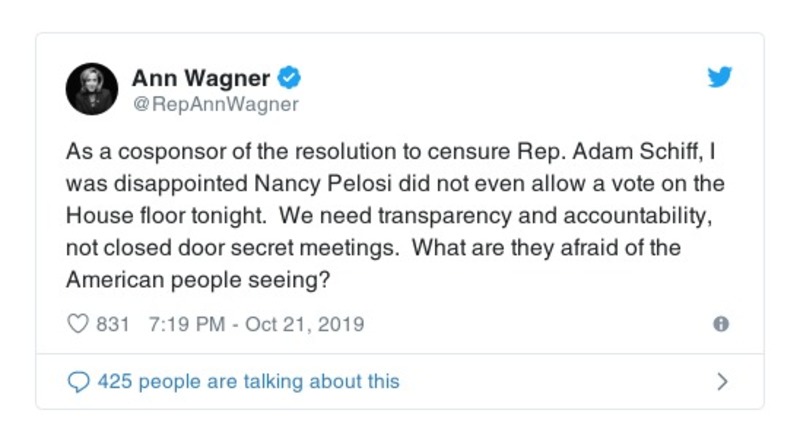 Ann Wagner
@RepAnnWagner
As a cosponsor of the resolution to censure Rep. Adam Schiff, I
was disappointed Nancy Pelosi did not even allow a vote on the
House floor tonight.  We need transparency and accountability,
not closed door secret meetings.  What are they afraid of the
American people seeing?
831 7:19 PM - Oct 21, 2019
425 people are talking about this